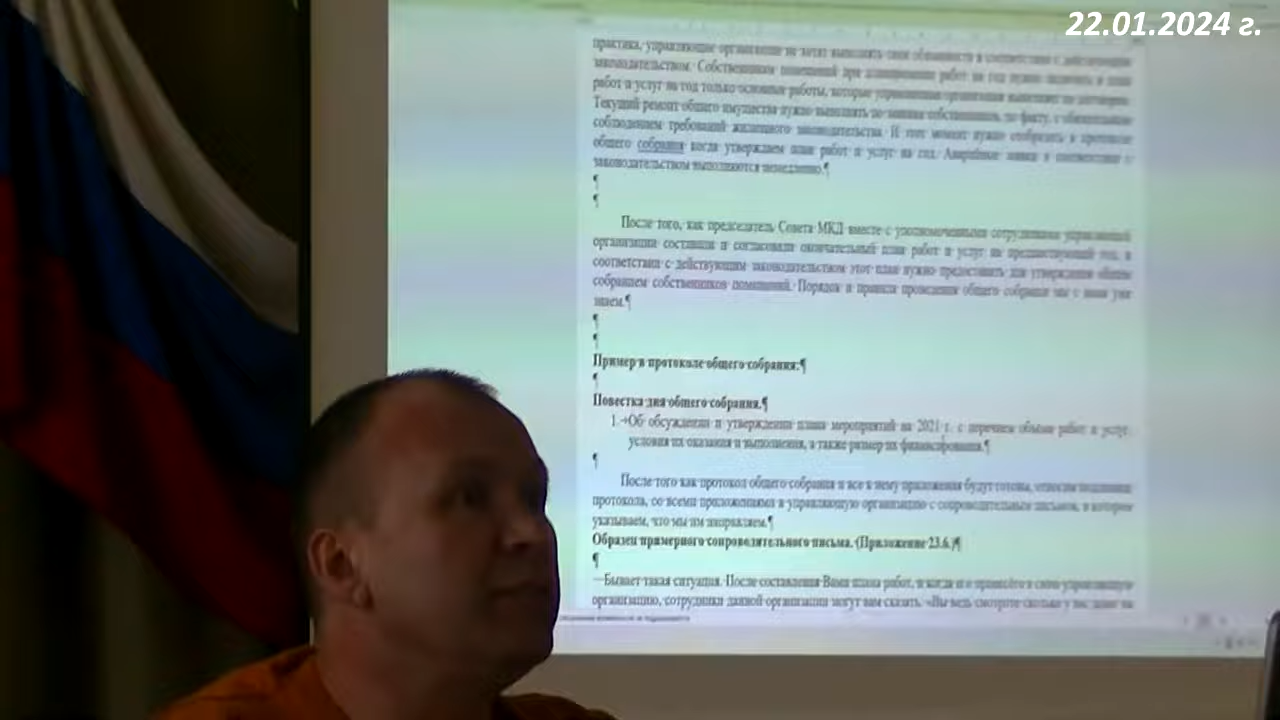 22.01.2024 г.
практика, управляющие организации не хотят выполнять свои обязанности в соответствии с действующим
законодательством. Собственникам помещений при планировании работ на год нужно включать в план
работ и услуг на год только основные работы, которые управляющая организация выполняет по договору.
Текущий ремонт общего имущества нужно выполнять по заявкам собственников, по факту, с обязательным
соблюдением требований жилищного законодательства. И этот момент нужно отобразить в протоколе
общего собрания когда утверждаем план работ и услуг на год. Аварийные заявки в соответствии с
законодательством выполняются немедленно.¶
¶
¶
После того, как председатель Совета МКД вместе с уполномоченными сотрудниками управляющей
организации составили и согласовали окончательный план работ и услуг на предшествующий год, в
соответствии с действующим законодательством этот план нужно предоставить для утверждения общим
собранием собственников помещений. Порядок и правила проведения общего собрания мы с вами уже
знаем.¶
¶
¶
Пример в протоколе общего собрания:¶
¶
Повестка дня общего собрания.¶
1.→Об обсуждении и утверждении плана мероприятий на 2021 г. с перечнем объёма работ и услуг,
условия их оказания и выполнения, а также размер их финансирования.¶
¶
После того как протокол общего собрания и все к нему приложения будут готовы, относим подлинник
протокола, со всеми приложениями в управляющую организацию с сопроводительным письмом, в котором
указываем, что мы им направляем.¶
Образец примерного сопроводительного письма. (Приложение 23.6.)¶
¶
Бывает такая ситуация. После составления Вами плана работ, и когда его принесёте в свою управляющую
организацию, сотрудники данной организации могут вам сказать. «Вы ведь смотрите сколько у вас денег на